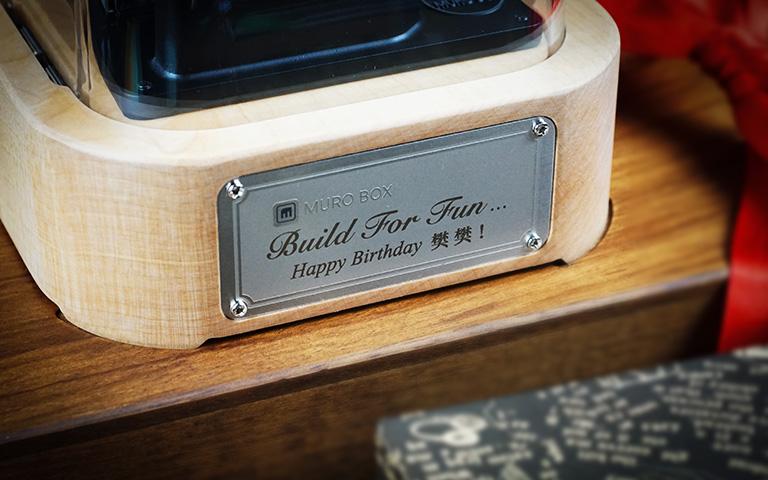 MURO BOX
Build For Fun...
Happy Birthday 樊樊!